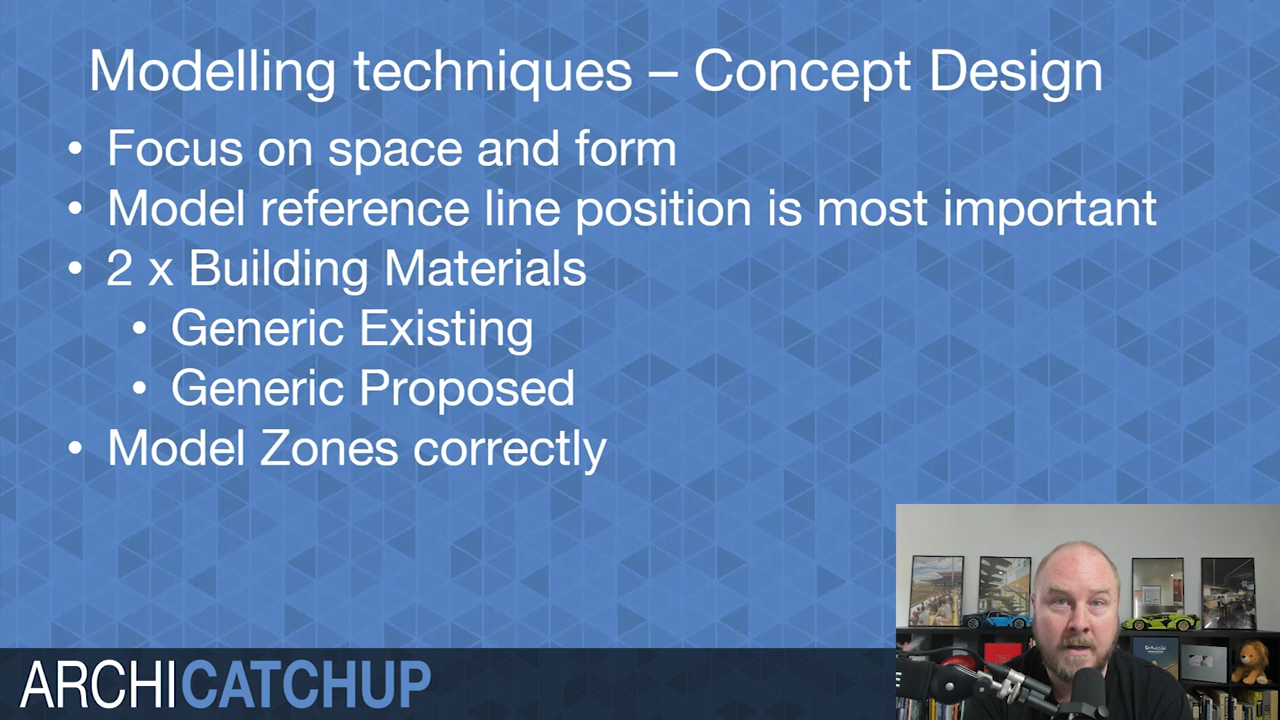 Modelling techniques – Concept Design
• Focus on space and form
• Model reference line position is most important
• 2 x Building Materials
• Generic Existing
• Generic Proposed
• Model Zones correctly
ARCHICATCHUP